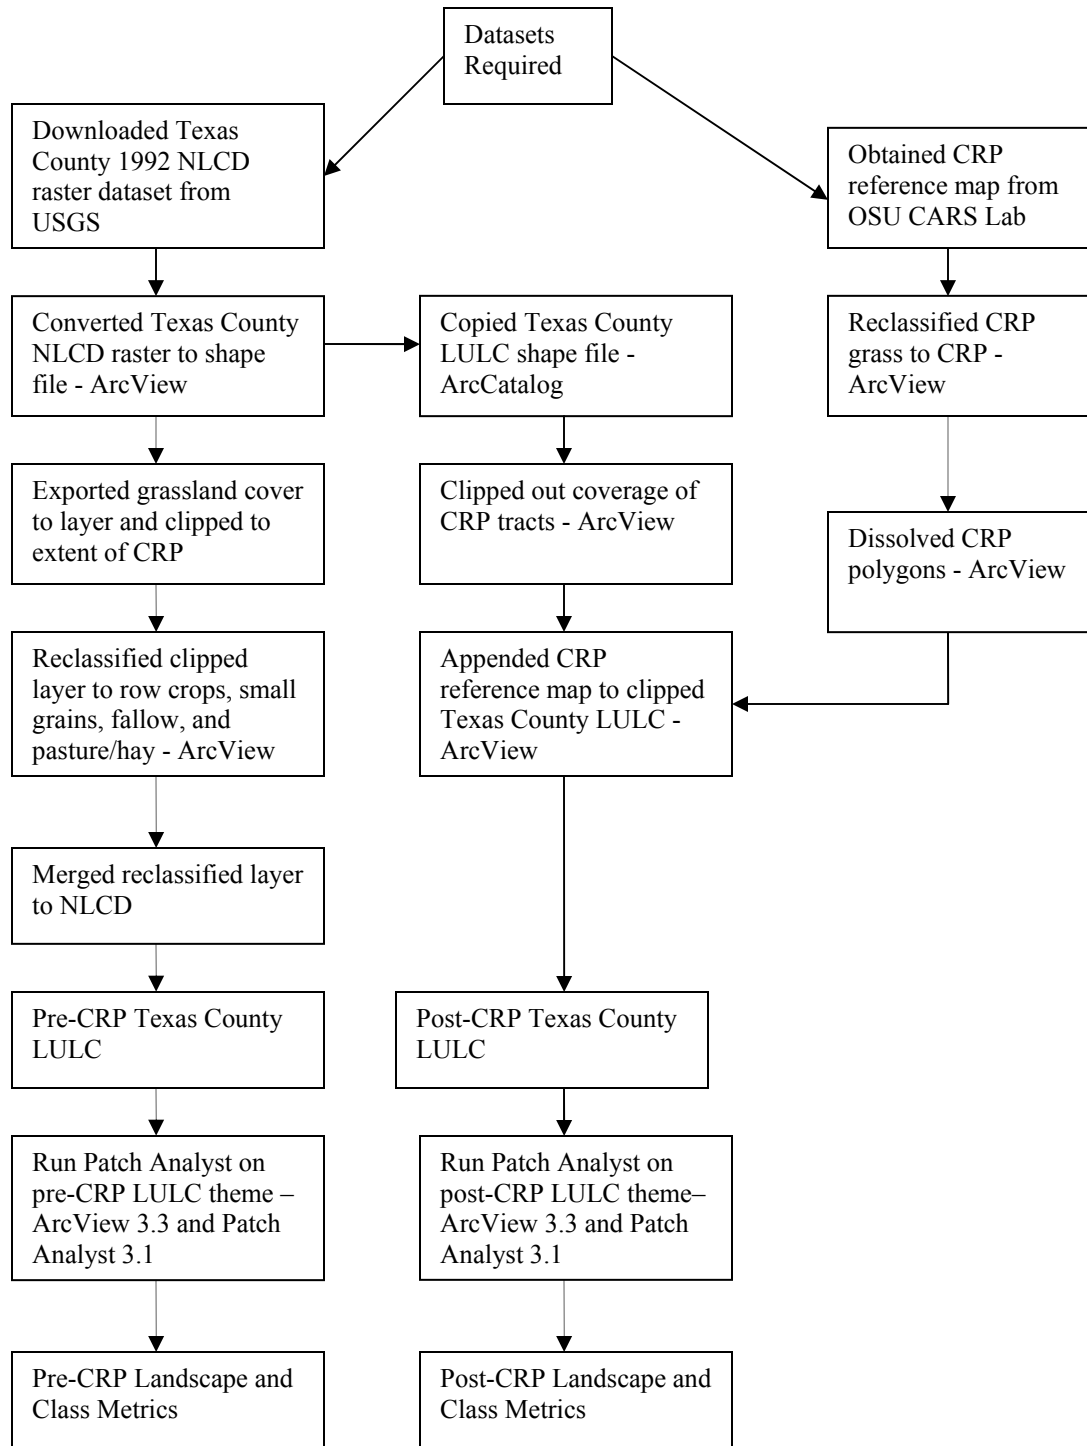 Datasets
Required
Downloaded Texas
County 1992 NLCD
raster dataset from
USGS
Obtained CRP
reference map from
OSU CARS Lab
Converted Texas County
NLCD raster to shape
file - ArcView
Copied Texas County
LULC shape file -
ArcCatalog
Reclassified CRP
grass to CRP -
ArcView
Exported grassland cover
to layer and clipped to
extent of CRP
Clipped out coverage of
CRP tracts - ArcView
Dissolved CRP
polygons - ArcView
Reclassified clipped
layer to row crops, small
grains, fallow, and
pasture/hay - ArcView
Appended CRP
reference map to clipped
Texas County LULC -
ArcView
Merged reclassified layer
to NLCD
Pre-CRP Texas County
LULC
Post-CRP Texas County
LULC
Run Patch Analyst on
pre-CRP LULC theme –
ArcView 3.3 and Patch
Analyst 3.1
Run Patch Analyst on
post-CRP LULC theme–
ArcView 3.3 and Patch
Analyst 3.1
Pre-CRP Landscape and
Class Metrics
Post-CRP Landscape and
Class Metrics